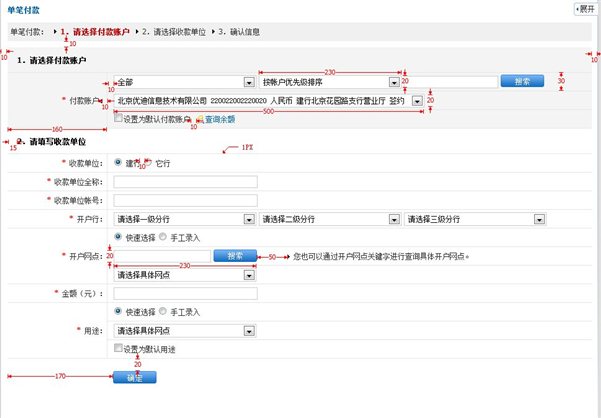 单笔付款
展开
单笔付款: 1. 请选择付款账户 2. 请选择收款单位 3. 确认信息
10
10
10
1. 请选择付款账户
230
10
全部 按帐户优先级排序 20 搜索 30
* 付款账户: 10 北京优迪信息技术有限公司 220022002220020 人民币 建行北京花园路支行营业厅 签约 20
500
设置为默认付款账户 查询余额
160
10
15
2. 请填写收款单位
1PX
* 收款单位: 建行 它行
10
* 收款单位全称:
* 收款单位帐号:
* 开户行: 请选择一级分行 请选择二级分行 请选择三级分行
快速选择 手工录入
* 开户网点: 20 搜索 50 您也可以通过开户网点关键字进行查询具体开户网点。
230
请选择具体网点
* 金额（元）:
快速选择 手工录入
* 用途: 请选择具体网点
设置为默认用途
20
170 确定